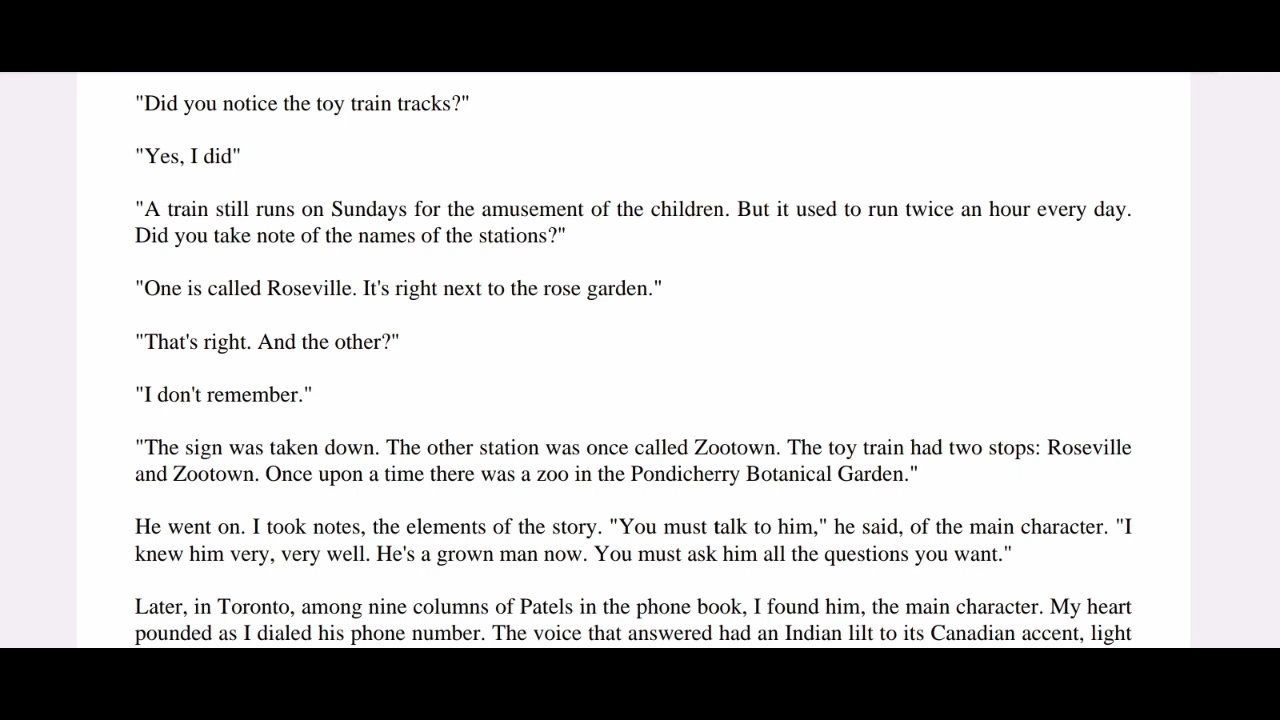 "Did you notice the toy train tracks?"
"Yes, I did"
"A train still runs on Sundays for the amusement of the children. But it used to run twice an hour every day.
Did you take note of the names of the stations?"
"One is called Roseville. It's right next to the rose garden."
"That's right. And the other?"
"I don't remember."
"The sign was taken down. The other station was once called Zootown. The toy train had two stops: Roseville
and Zootown. Once upon a time there was a zoo in the Pondicherry Botanical Garden."
He went on. I took notes, the elements of the story. "You must talk to him," he said, of the main character. "I
knew him very, very well. He's a grown man now. You must ask him all the questions you want."
Later, in Toronto, among nine columns of Patels in the phone book, I found him, the main character. My heart
pounded as I dialed his phone number. The voice that answered had an Indian lilt to its Canadian accent, light